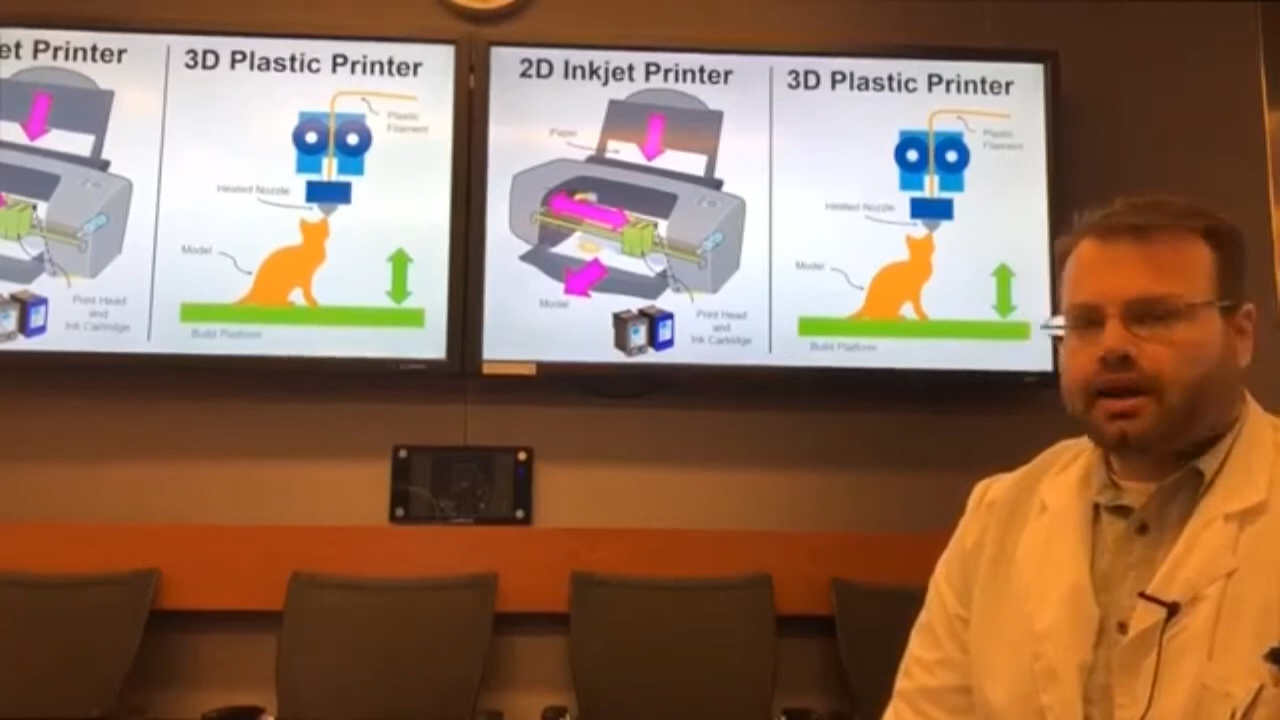 et Printer
3D Plastic Printer
Plastic
Filament
Heated Nozzle
Model
Build Platform
Print Head
and
Ink Cartridge
2D Inkjet Printer
3D Plastic Printer
Paper
Model
Print Head
and
Ink Cartridge
Plastic
Filament
Heated Nozzle
Model
Build Platform